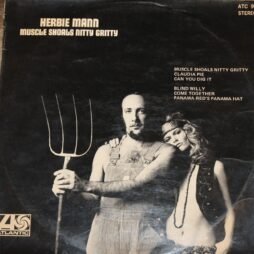 HERBIE MANN
MUSCLE SHOALS NITTY GRITTY
ATC 9
STEREO
MUSCLE SHOALS NITTY GRITTY
CLAUDIA PIE
CAN YOU DIG IT
BLIND WILLY
COME TOGETHER
PANAMA RED'S PANAMA HAT
ATLANTIC